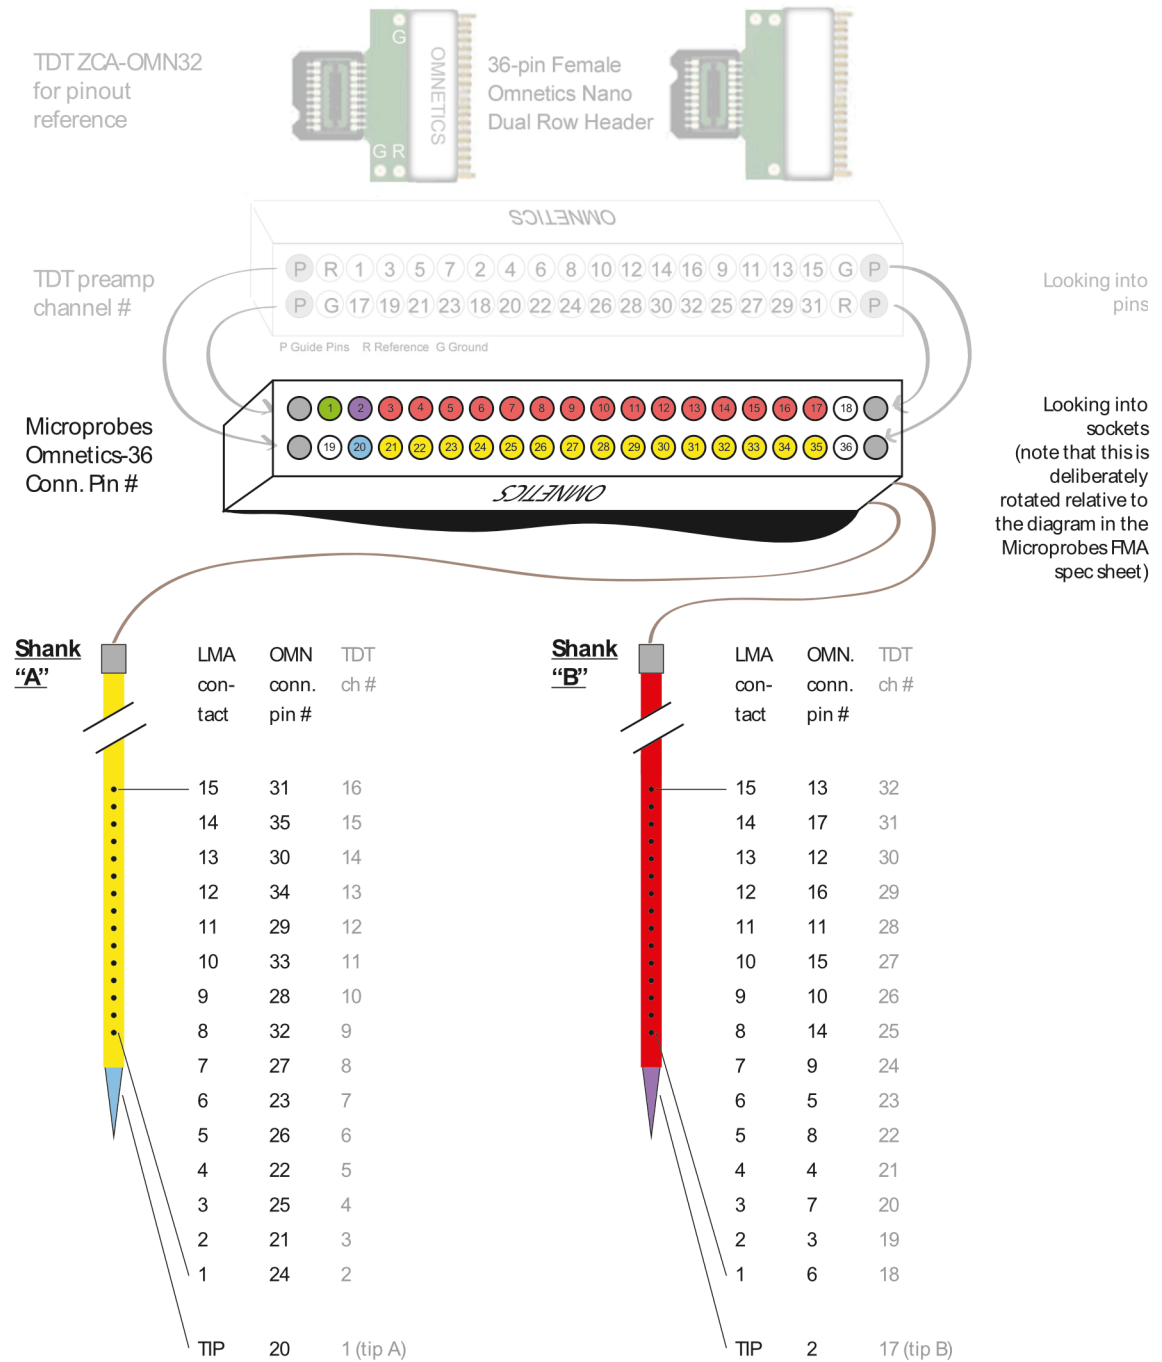 TDT ZCA-OMN32
for pinout
reference
G
OMNETICS
G R
36-pin Female
Omnetics Nano
Dual Row Header
OMNETICS
TDT preamp
channel #
P R 1 3 5 7 2 4 6 8 10 12 14 16 9 11 13 15 G P
P G 17 19 21 23 18 20 22 24 26 28 30 32 25 27 29 31 R P
Looking into
pins
P Guide Pins R Reference G Ground
Microprobes
Omnetics-36
Conn. Pin #
1 2 3 4 5 6 7 8 9 10 11 12 13 14 15 16 17 18
19 20 21 22 23 24 25 26 27 28 29 30 31 32 33 34 35 36
OMNETICS
Looking into
sockets
(note that this is
deliberately
rotated relative to
the diagram in the
Microprobes FMA
spec sheet)
Shank
"A"
LMA OMN TDT
con- conn. ch #
tact pin #
15 31 16
14 35 15
13 30 14
12 34 13
11 29 12
10 33 11
9 28 10
8 32 9
7 27 8
6 23 7
5 26 6
4 22 5
3 25 4
2 21 3
1 24 2
TIP 20 1 (tip A)
Shank
"B"
LMA OMN. TDT
con- conn. ch #
tact pin #
15 13 32
14 17 31
13 12 30
12 16 29
11 11 28
10 15 27
9 10 26
8 14 25
7 9 24
6 5 23
5 8 22
4 4 21
3 7 20
2 3 19
1 6 18
TIP 2 17 (tip B)